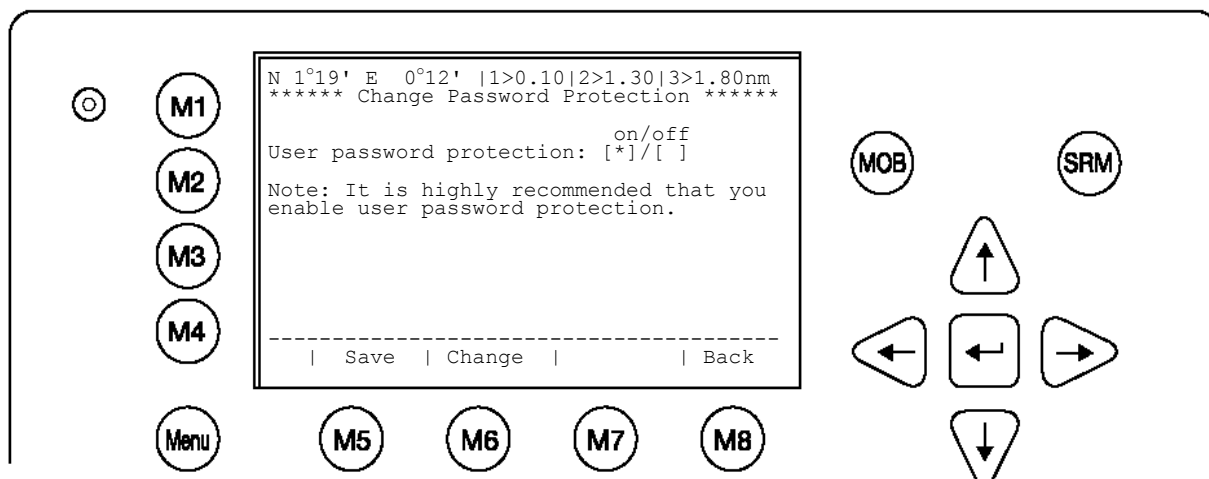 N 1°19' E  0°12' |1>0.10|2>1.30|3>1.80nm
****** Change Password Protection ******
on/off
User password protection: [*]/[ ]
Note: It is highly recommended that you
enable user password protection.
----------------------------------------
| Save | Change | | Back
M1
M2
M3
M4
Menu
M5
M6
M7
M8
MOB
SRM